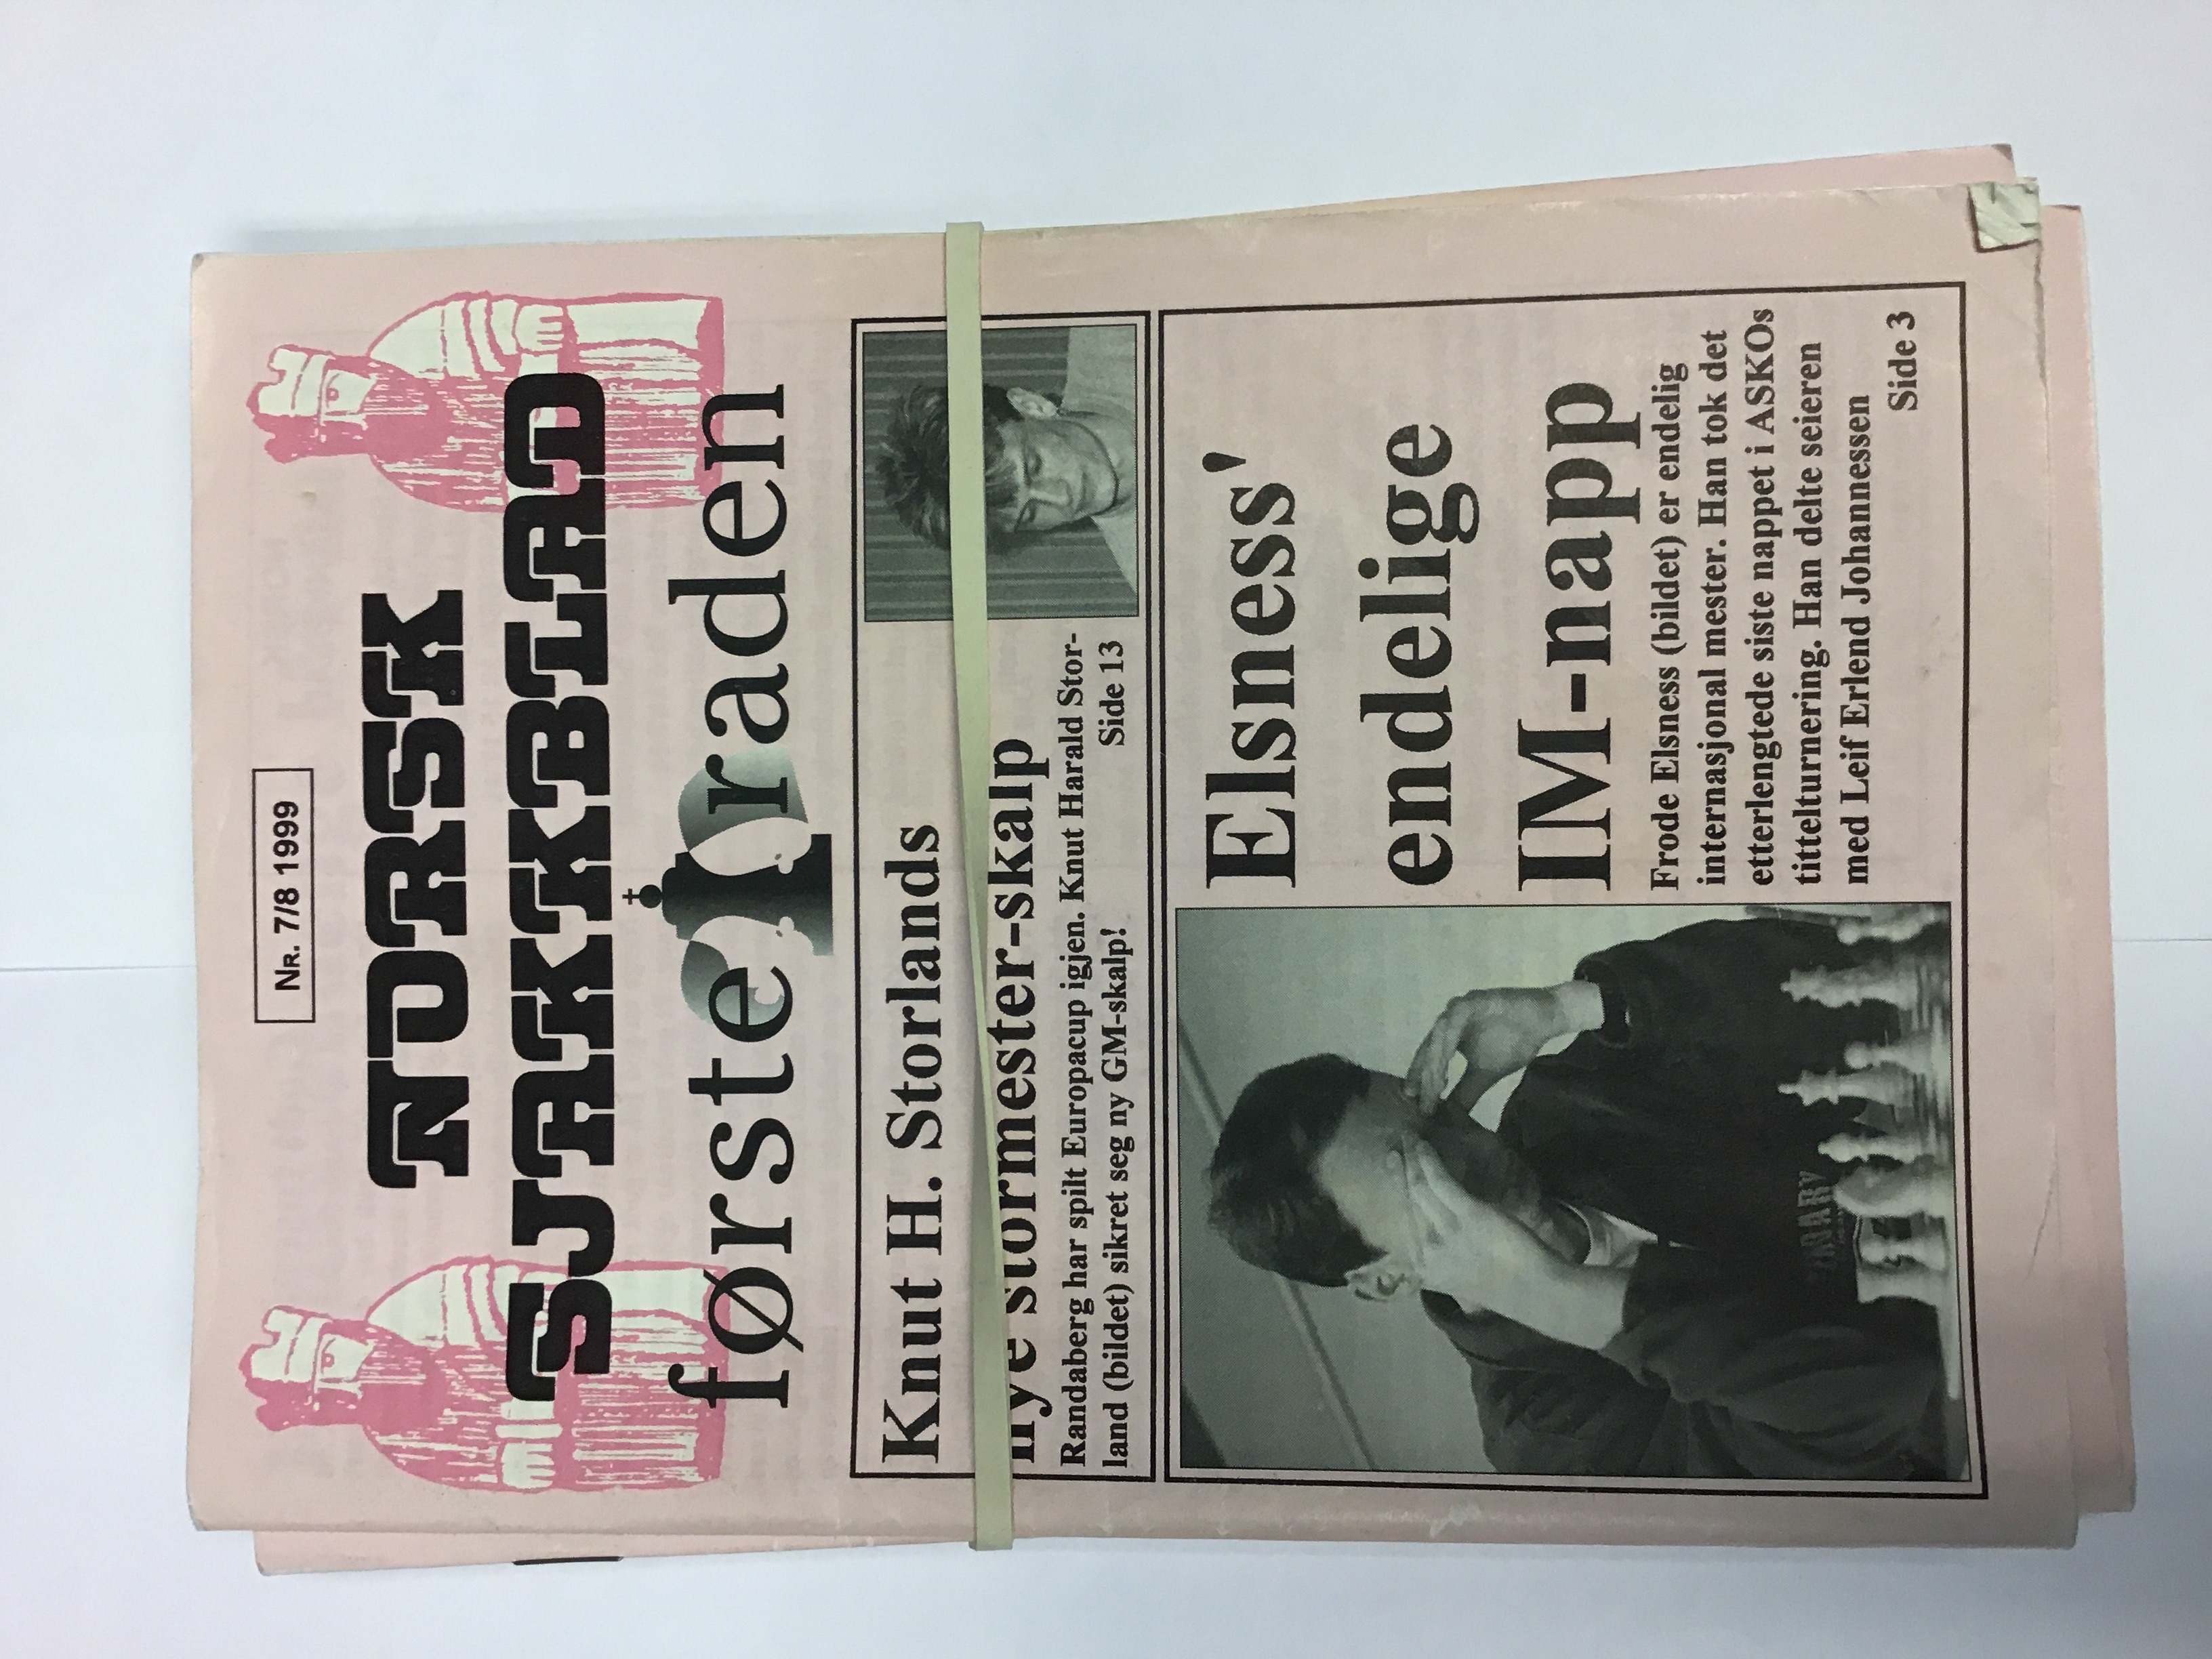 NR. 7/8 1999
NORSK
SJAKKBLAD
førsteraden
Knut H. Storlands
nye stormester-skalp
Randaberg har spilt Europacup igjen. Knut Harald Stor-
land (bildet) sikret seg ny GM-skalp!
Side 13
Elsness'
endelige
IM-napp
Frode Elsness (bildet) er endelig
internasjonal mester. Han tok det
etterlengtede siste nappet i ASKOs
tittelturnering. Han delte seieren
med Leif Erlend Johannessen
Side 3